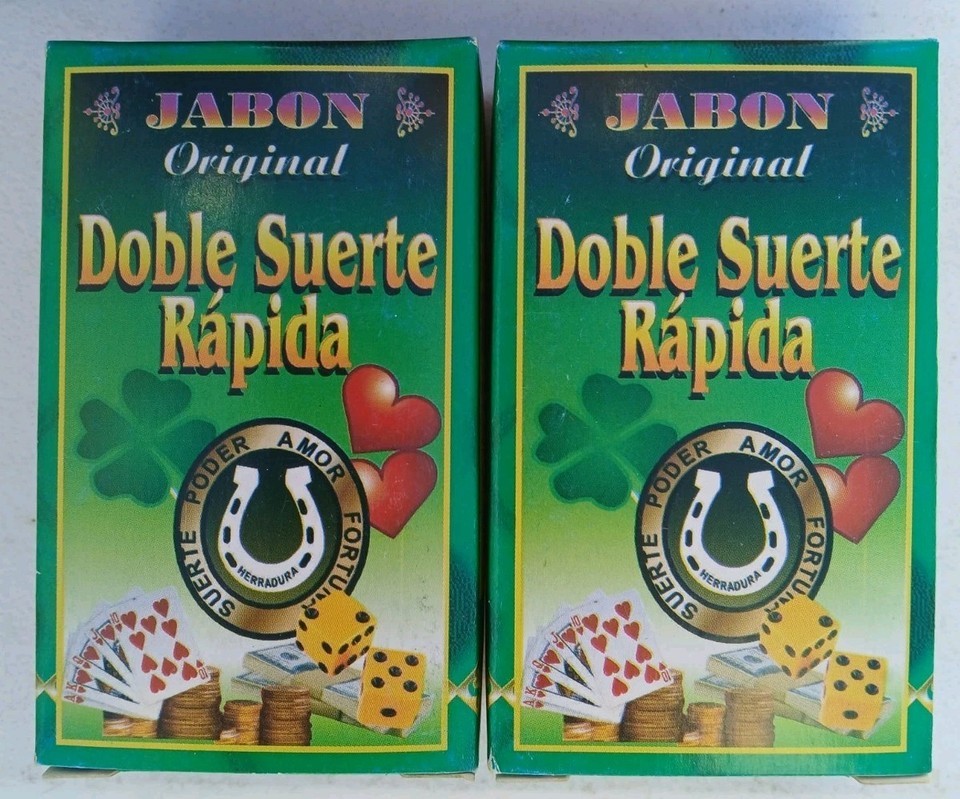 JABON
Original
Doble Suerte
Rápida
SUERTE PODER AMOR FORTUNA
HERRADURA
JABON
Original
Doble Suerte
Rápida
SUERTE PODER AMOR FORTUNA
HERRADURA